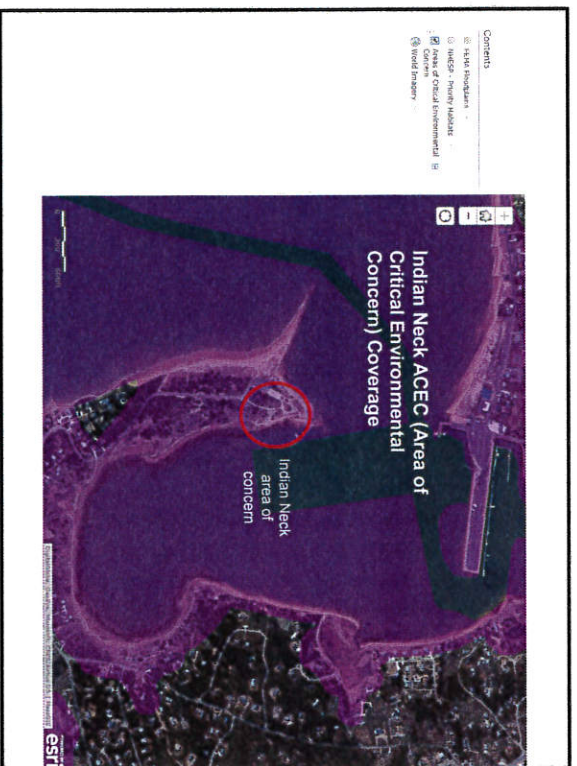 Contents
FEMA Floodplains
NHESP - Priority Habitats
Areas of Critical Environmental
Concern
World Imagery
+
-
Indian Neck ACEC (Area of
Critical Environmental
Concern) Coverage
Indian Neck
area of
concern
esri